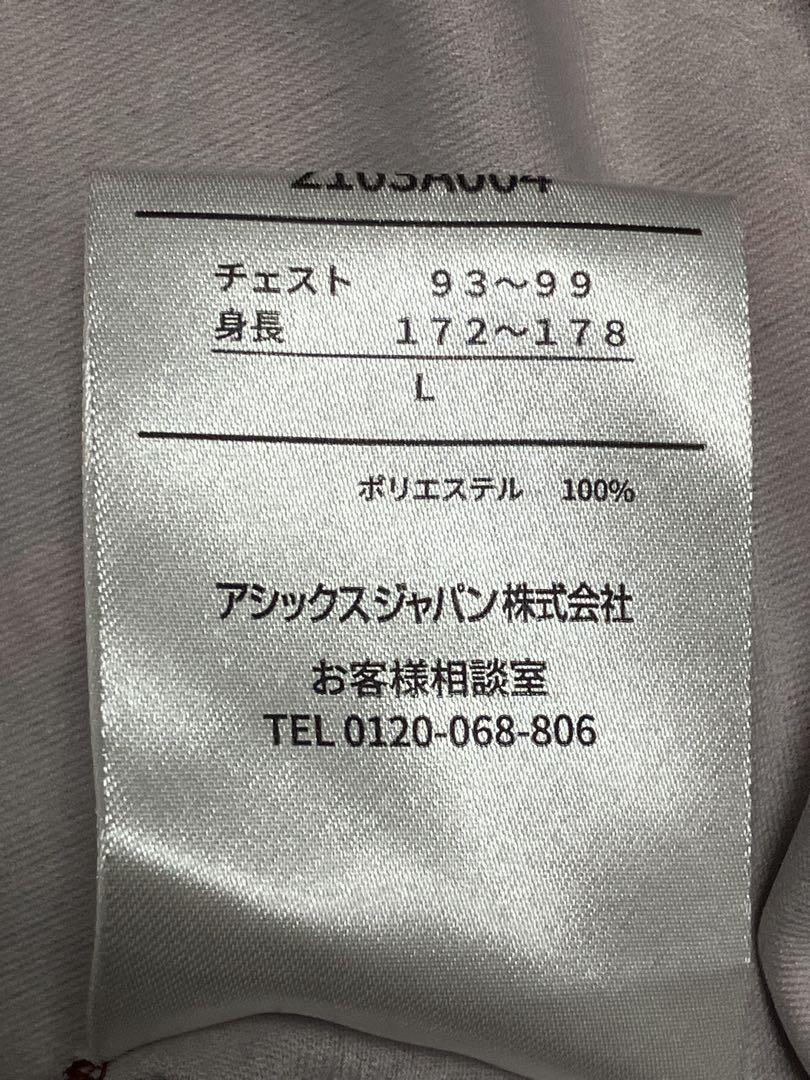 チェスト 93～99
身長 172～178
L
ポリエステル 100%
アシックスジャパン株式会社
お客様相談室
TEL 0120-068-806